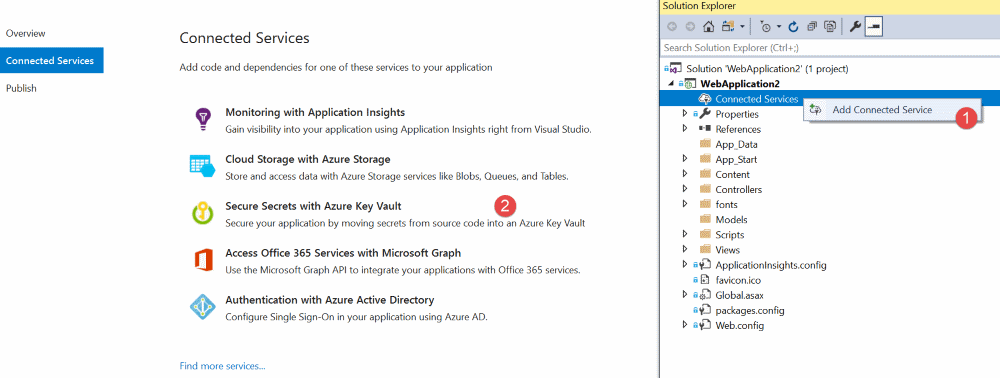 Overview
Connected Services
Publish
Connected Services
Add code and dependencies for one of these services to your application
Monitoring with Application Insights
Gain visibility into your application using Application Insights right from Visual Studio.
Cloud Storage with Azure Storage
Store and access data with Azure Storage services like Blobs, Queues, and Tables.
Secure Secrets with Azure Key Vault
2
Secure your application by moving secrets from source code into an Azure Key Vault
Access Office 365 Services with Microsoft Graph
Use the Microsoft Graph API to integrate your applications with Office 365 services.
Authentication with Azure Active Directory
Configure Single Sign-On in your application using Azure AD.
Find more services...
Solution Explorer
Search Solution Explorer (Ctrl+;)
Solution 'WebApplication2' (1 project)
WebApplication2
Connected Services
Add Connected Service
1
Properties
References
App_Data
App_Start
Content
Controllers
fonts
Models
Scripts
Views
ApplicationInsights.config
favicon.ico
Global.asax
packages.config
Web.config